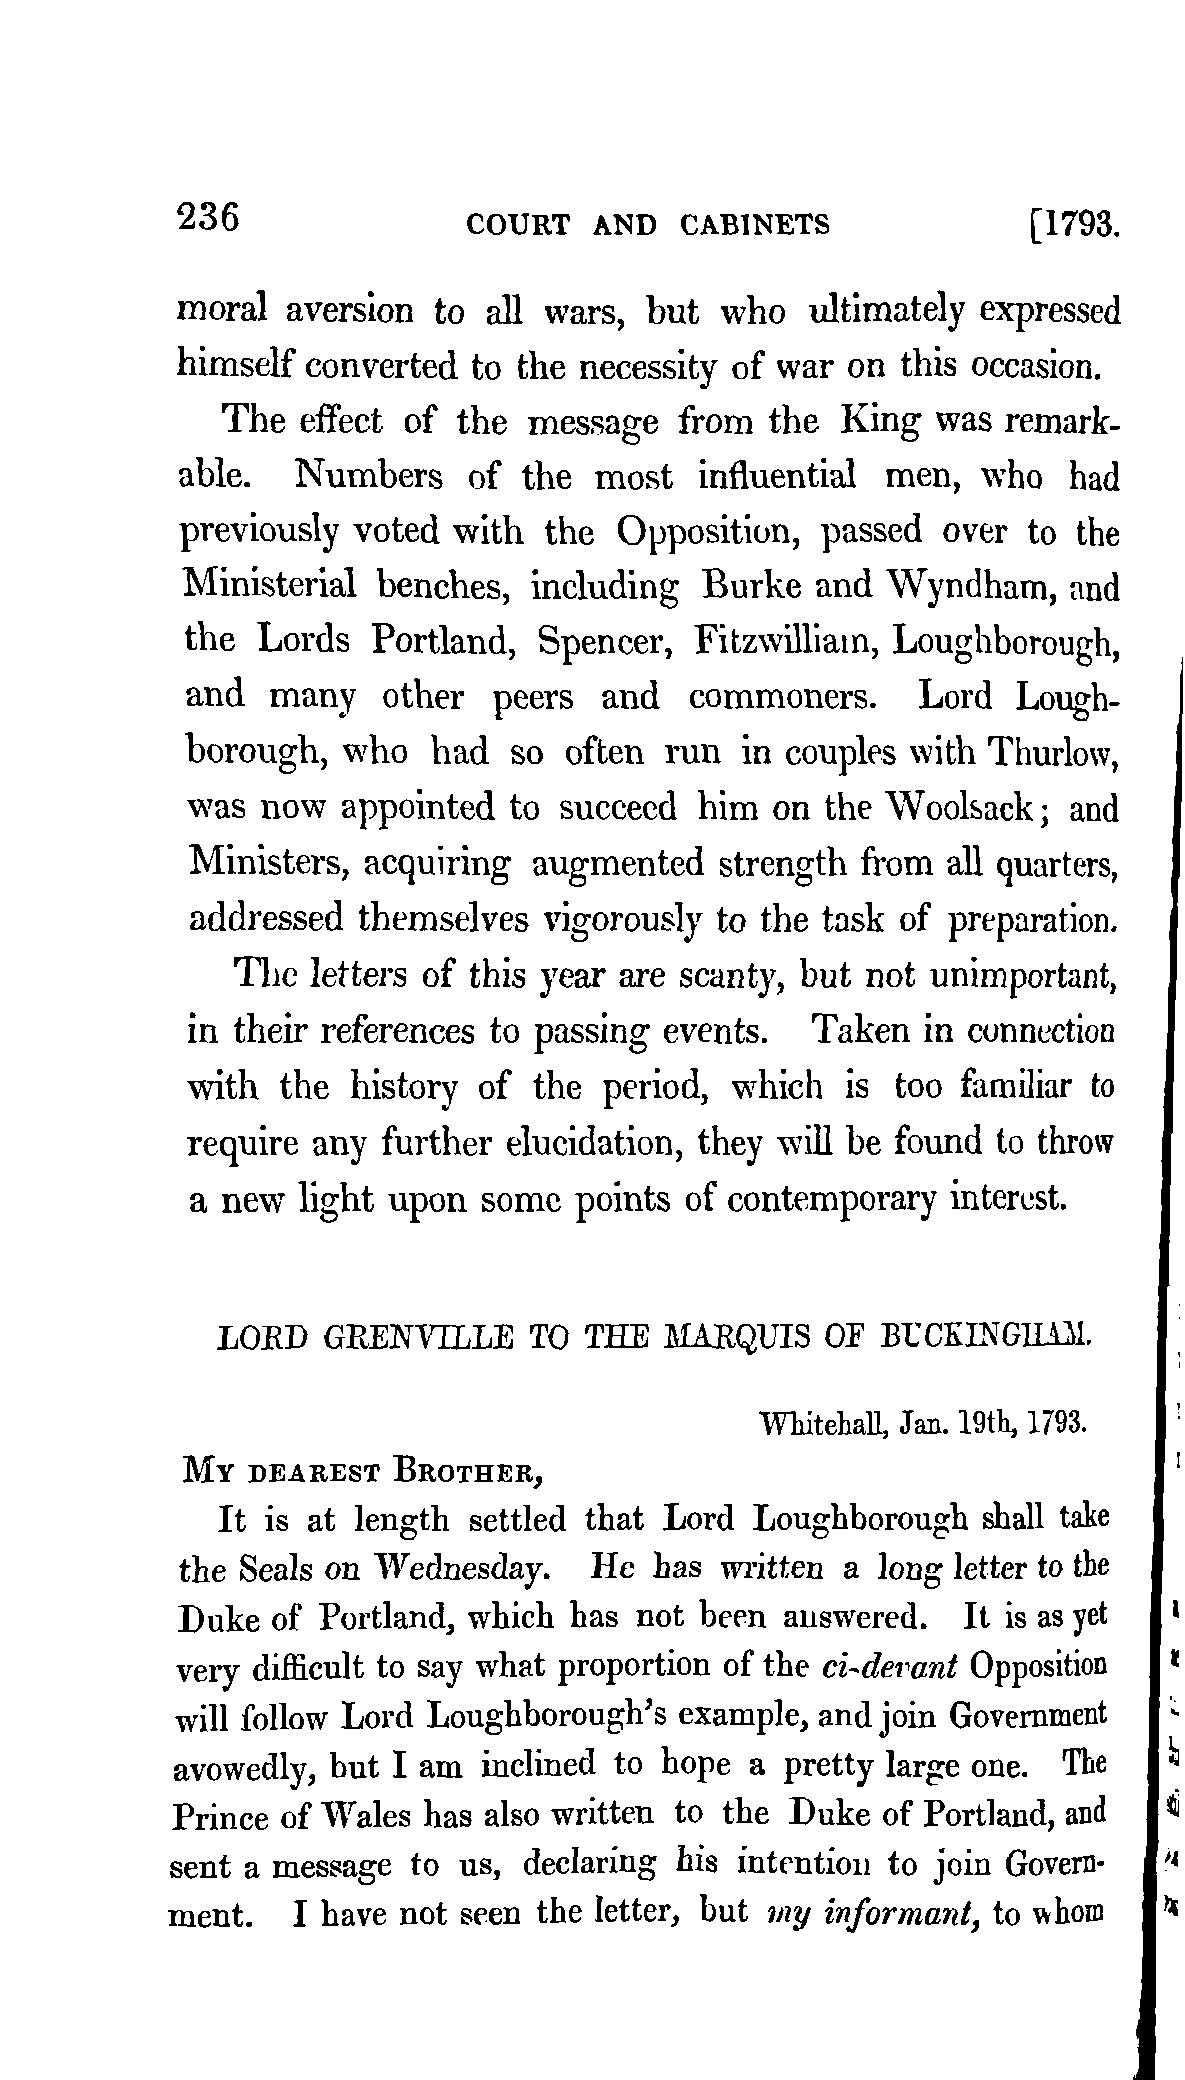 236 COURT AND CABINETS [1793.
moral aversion to all wars, but who ultimately expressed
himself converted to the necessity of war on this occasion.
The effect of the message from the King was remark-
able. Numbers of the most influential men, who had
previously voted with the Opposition, passed over to the
Ministerial benches, including Burke and Wyndham, and
the Lords Portland, Spencer, Fitzwilliam, Loughborough,
and many other peers and commoners. Lord Lough-
borough, who had so often run in couples with Thurlow,
was now appointed to succeed him on the Woolsack; and
Ministers, acquiring augmented strength from all quarters,
addressed themselves vigorously to the task of preparation.
The letters of this year are scanty, but not unimportant,
in their references to passing events. Taken in connection
with the history of the period, which is too familiar to
require any further elucidation, they will be found to throw
a new light upon some points of contemporary interest.
LORD GRENVILLE TO THE MARQUIS OF BUCKINGHAM.
Whitehall, Jan. 19th, 1793.
MY DEAREST BROTHER,
It is at length settled that Lord Loughborough shall take
the Seals on Wednesday. He has written a long letter to the
Duke of Portland, which has not been answered. It is as yet
very difficult to say what proportion of the ci-devant Opposition
will follow Lord Loughborough's example, and join Government
avowedly, but I am inclined to hope a pretty large one. The
Prince of Wales has also written to the Duke of Portland, and
sent a message to us, declaring his intention to join Govern-
ment. I have not seen the letter, but my informant, to whom